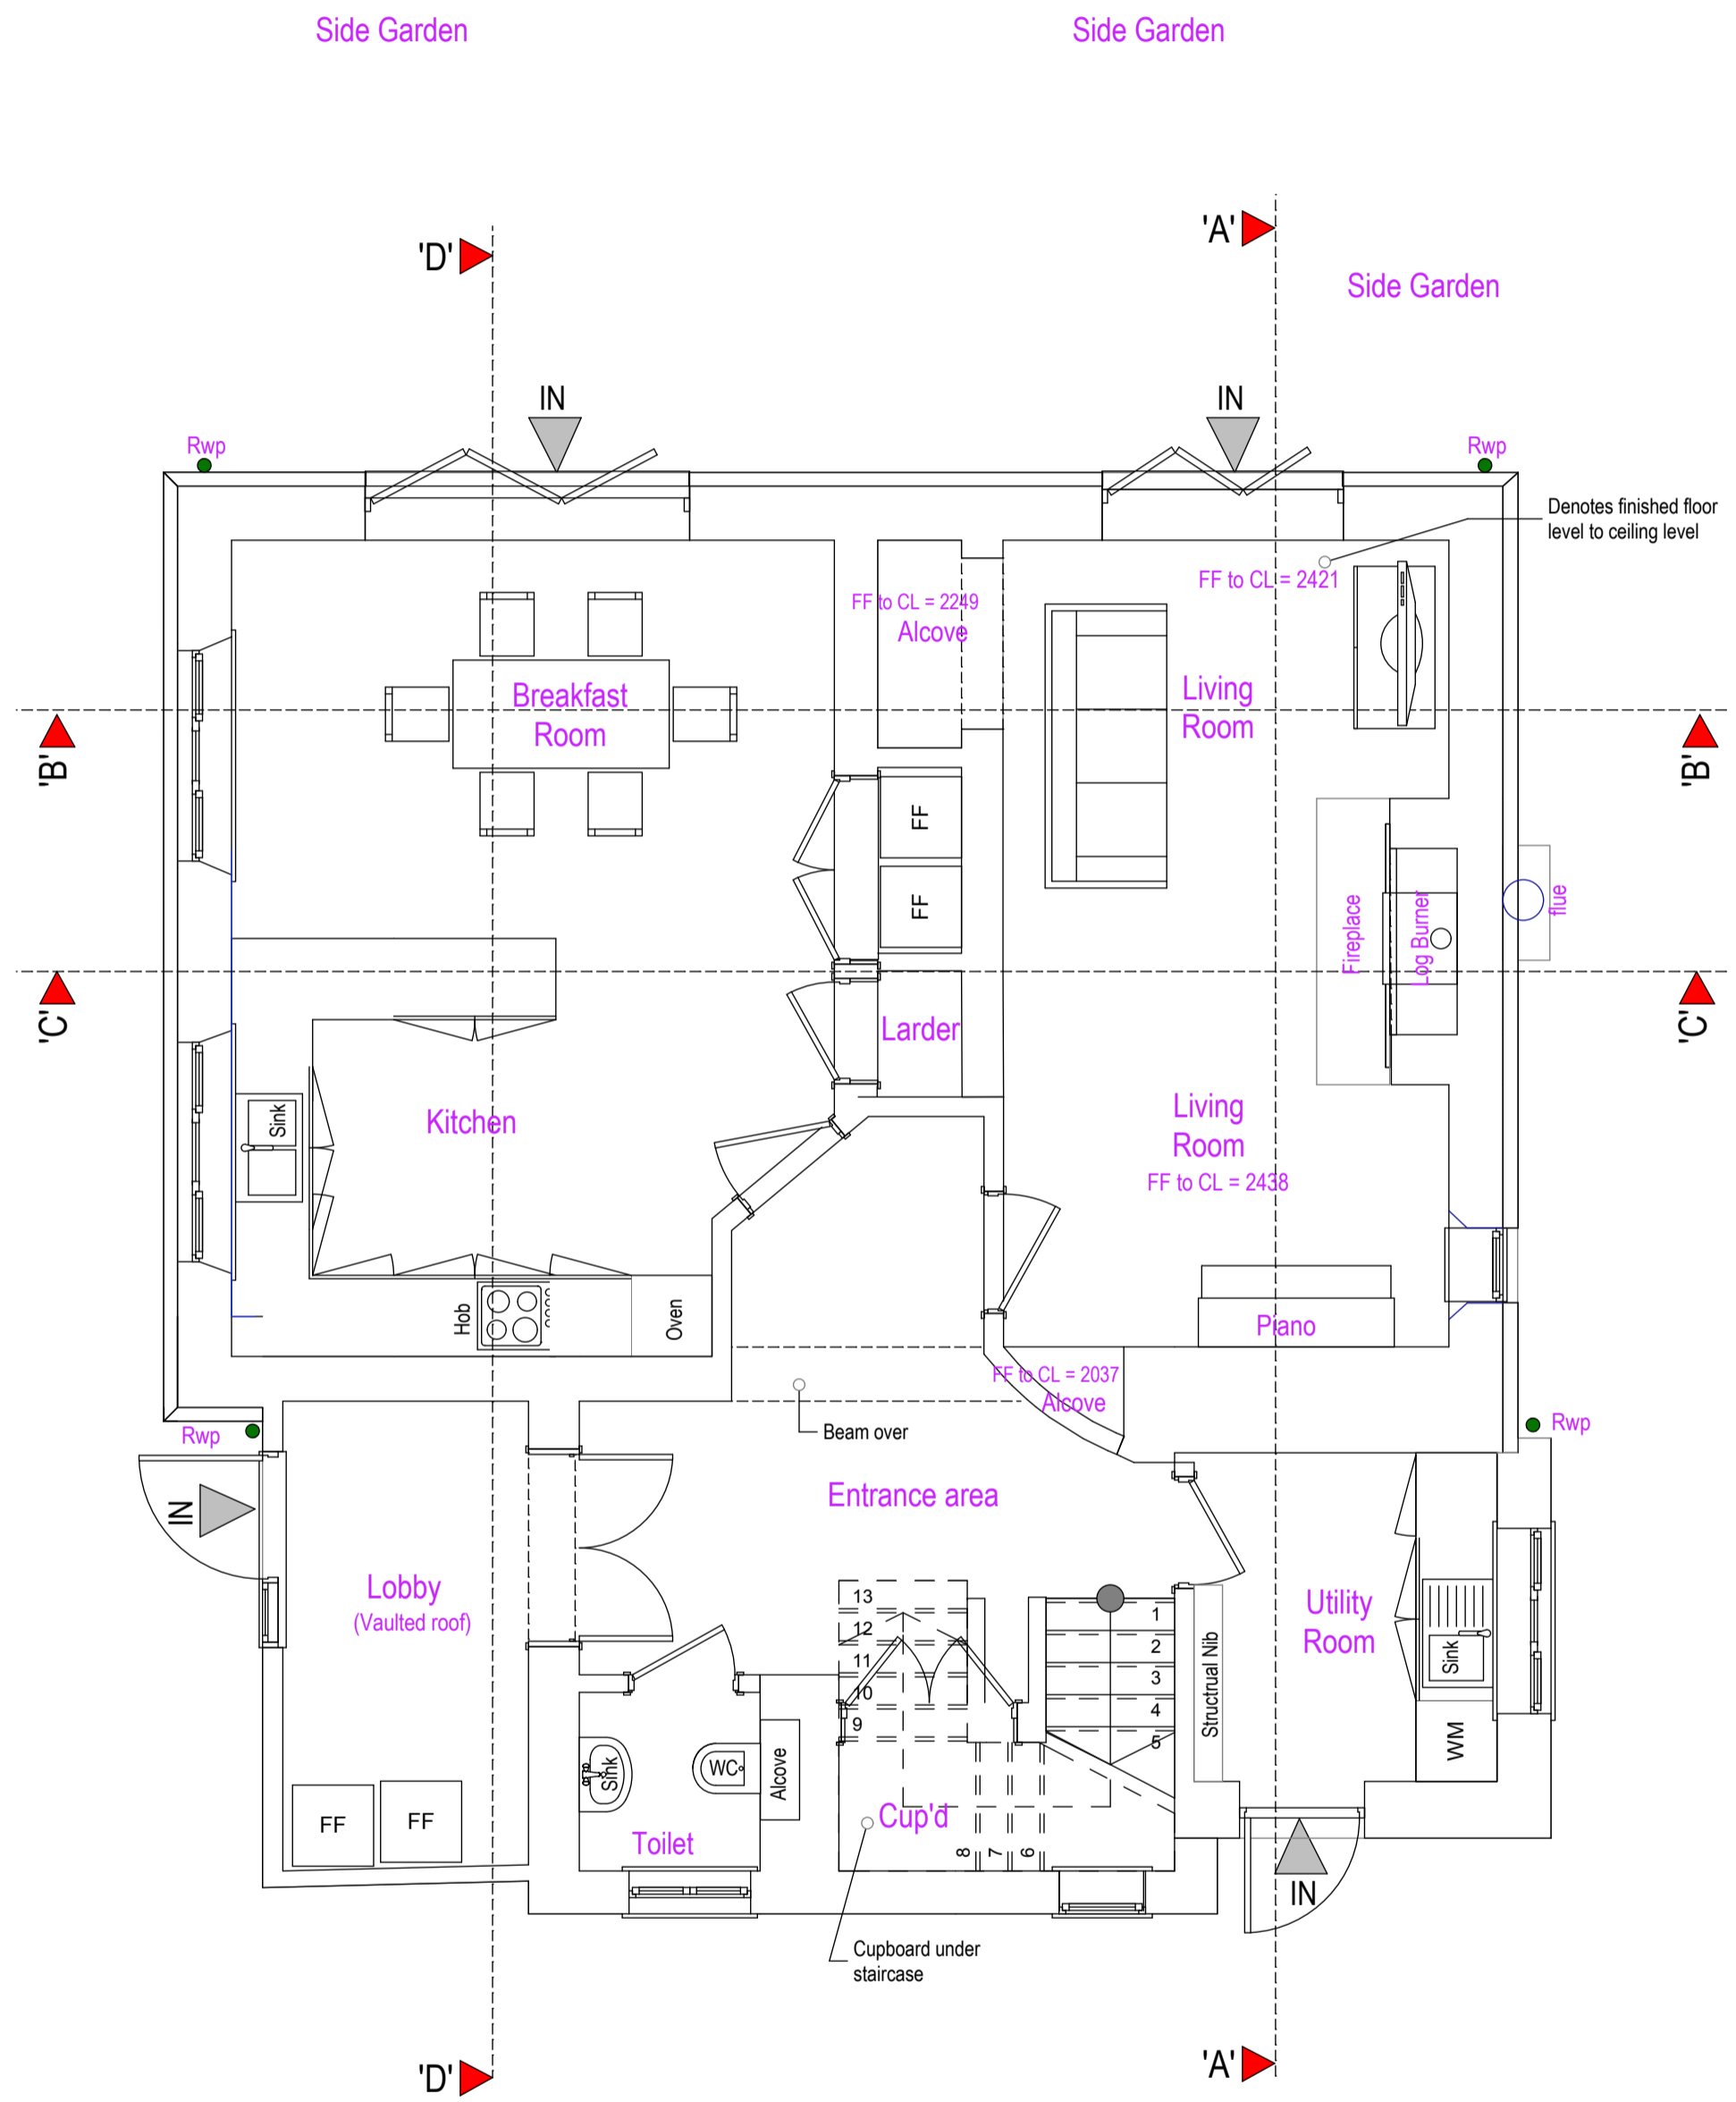 Side Garden
Side Garden
'A'
'D'
Side Garden
IN
IN
Rwp
Rwp
Denotes finished floor
level to ceiling level
FF to CL = 2421
FF to CL = 2249
Alcove
Breakfast
Room
Living
Room
'B'
'B'
FF
FF
flue
Fireplace
Log Burner
'C'
'C'
Larder
Sink
Kitchen
Living
Room
FF to CL = 2438
Hob
Oven
Piano
FF to CL = 2037
Alcove
Rwp
Beam over
Rwp
IN
Entrance area
Lobby
(Vaulted roof)
13
12
11
10
9
1
2
3
4
5
Structrual Nib
Utility
Room
Sink
WM
Sink
WC
Alcove
FF
FF
Toilet
Cup'd
8
7
6
IN
Cupboard under
staircase
'D'
'A'